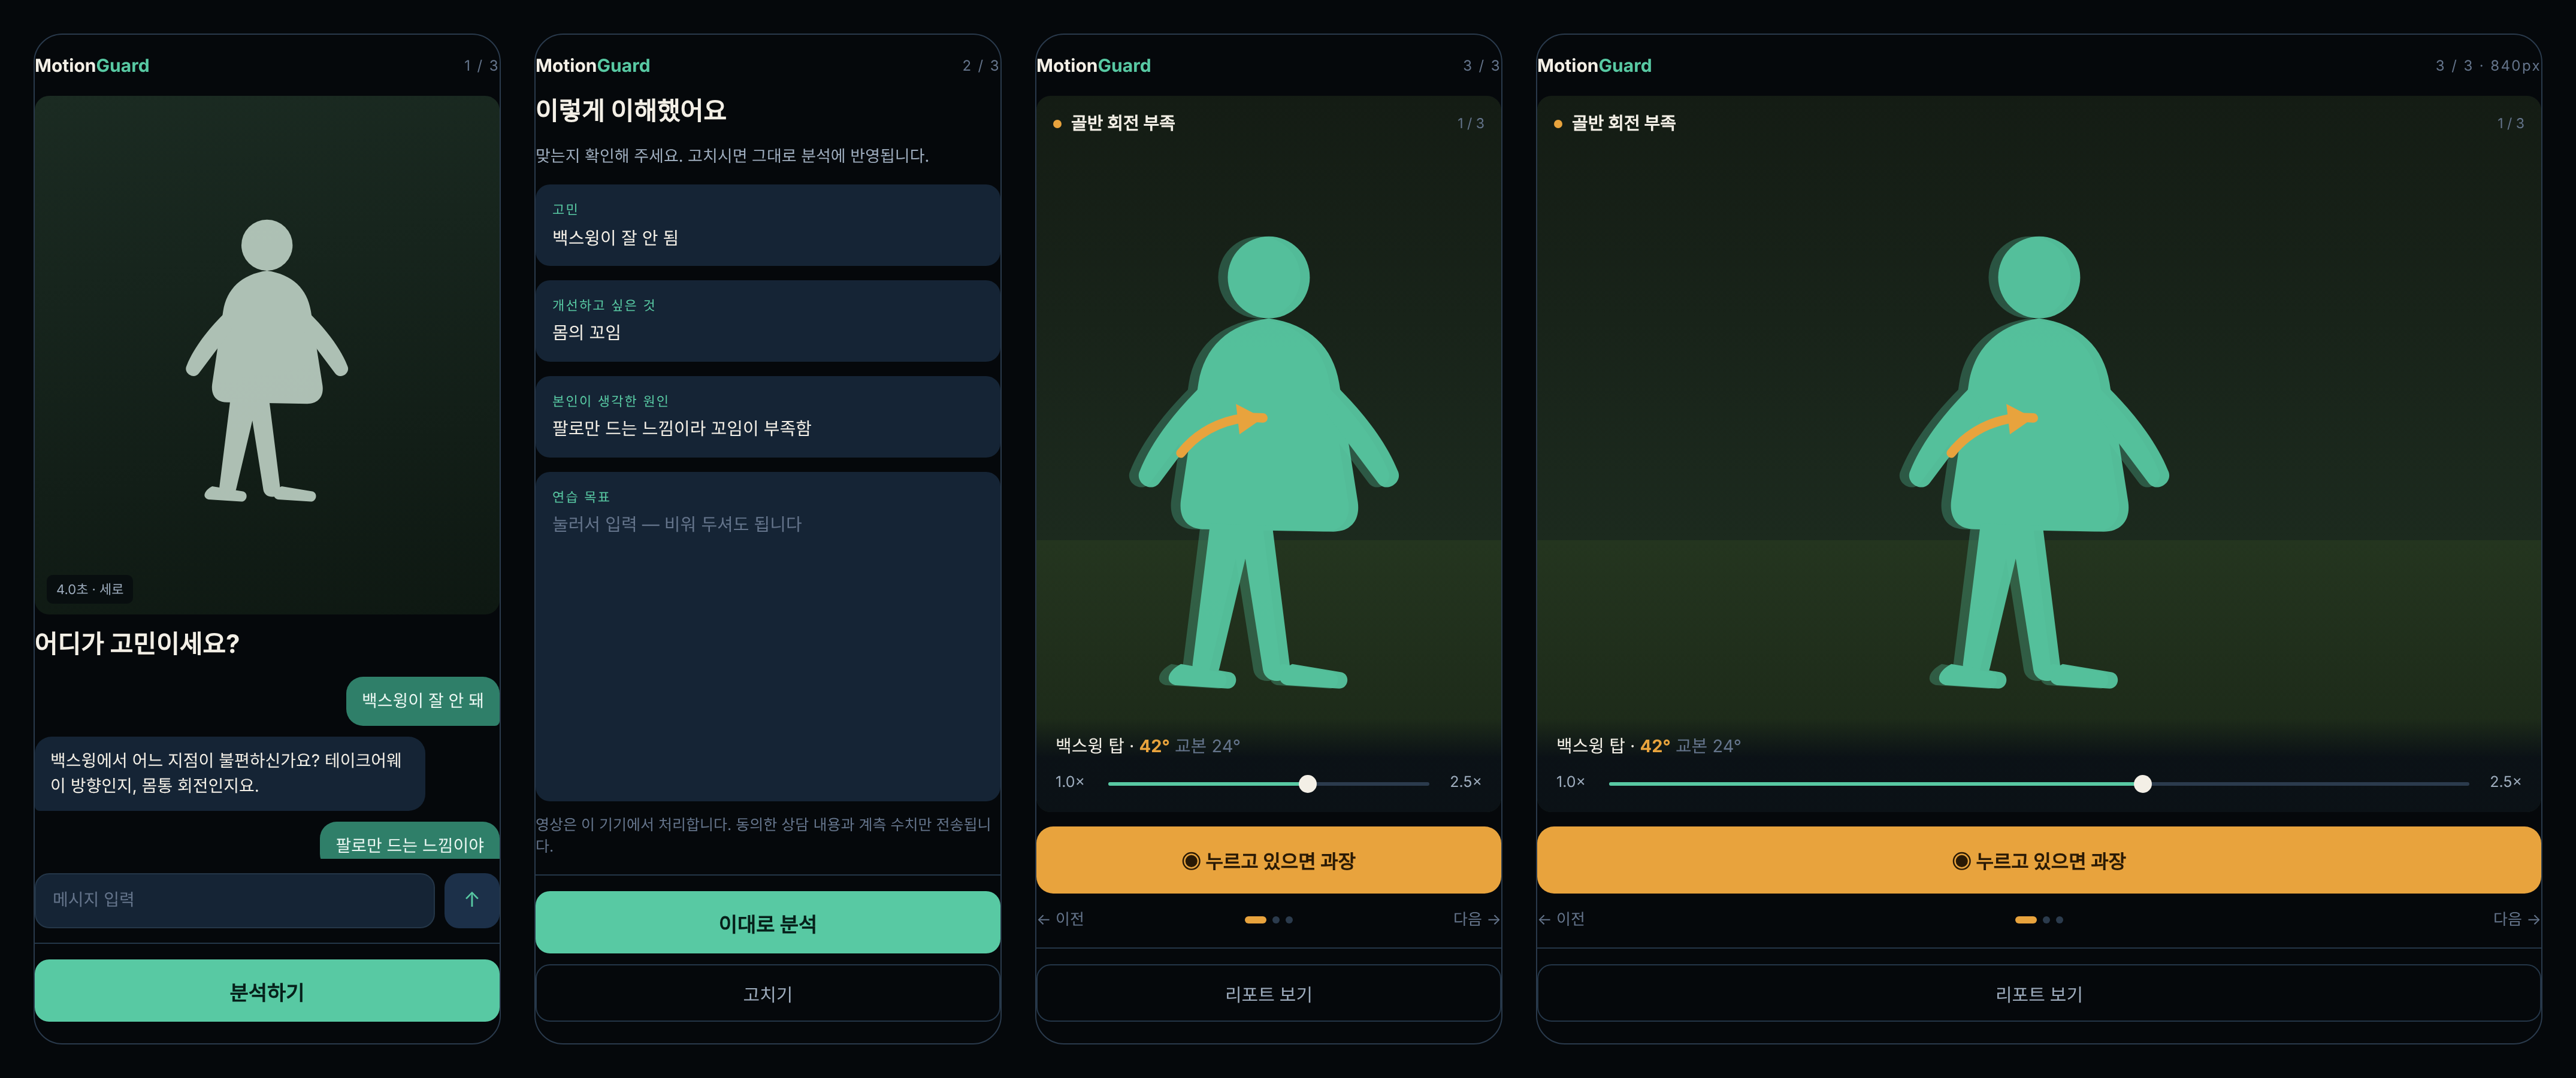 MotionGuard
1 / 3
4.0초 · 세로
어디가 고민이세요?
백스윙이 잘 안 돼
백스윙에서 어느 지점이 불편하신가요? 테이크어웨
이 방향인지, 몸통 회전인지요.
팔로만 드는 느낌이야
메시지 입력
↑
분석하기
MotionGuard
2 / 3
이렇게 이해했어요
맞는지 확인해 주세요. 고치시면 그대로 분석에 반영됩니다.
고민
백스윙이 잘 안 됨
개선하고 싶은 것
몸의 꼬임
본인이 생각한 원인
팔로만 드는 느낌이라 꼬임이 부족함
연습 목표
눌러서 입력 — 비워 두셔도 됩니다
영상은 이 기기에서 처리합니다. 동의한 상담 내용과 계측 수치만 전송됩니
다.
이대로 분석
고치기
MotionGuard
3 / 3
골반 회전 부족
1 / 3
백스윙 탑 · 42° 교본 24°
1.0×
2.5×
◉ 누르고 있으면 과장
← 이전
다음 →
리포트 보기
MotionGuard
3 / 3 · 840px
골반 회전 부족
1 / 3
백스윙 탑 · 42° 교본 24°
1.0×
2.5×
◉ 누르고 있으면 과장
← 이전
다음 →
리포트 보기